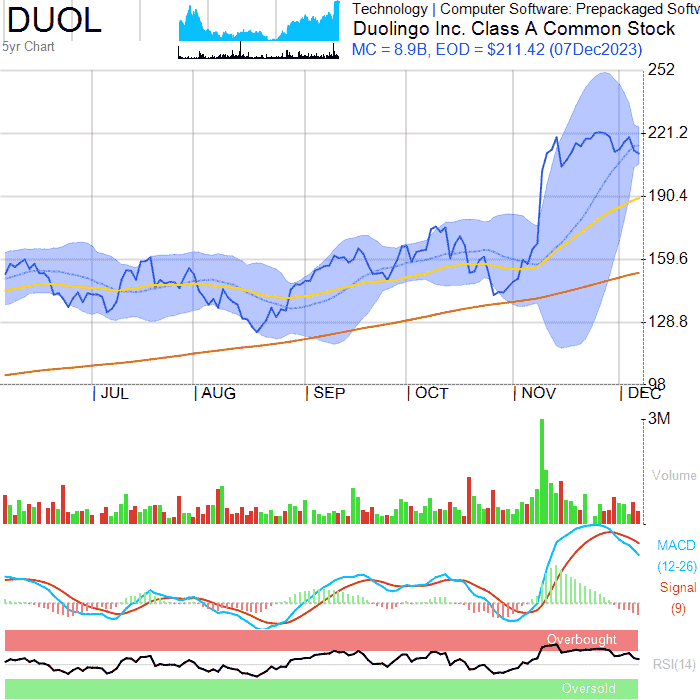 DUOL
5yr Chart
Technology | Computer Software: Prepackaged Softw
Duolingo Inc. Class A Common Stock
MC = 8.9B, EOD = $211.42 (07Dec2023)
252
221.2
190.4
159.6
128.8
98
JUL AUG SEP OCT NOV DEC
3M
Volume
MACD
(12-26)
Signal
(9)
Overbought
RSI(14)
Oversold